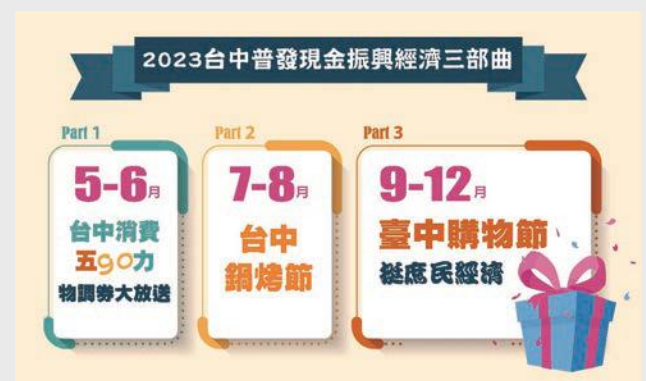 2023台中普發現金振興經濟三部曲
Part 1
5-6月
台中消費
五go力
物調券大放送
Part 2
7-8月
台中
鍋烤節
Part 3
9-12月
臺中購物節
挺庶民經濟